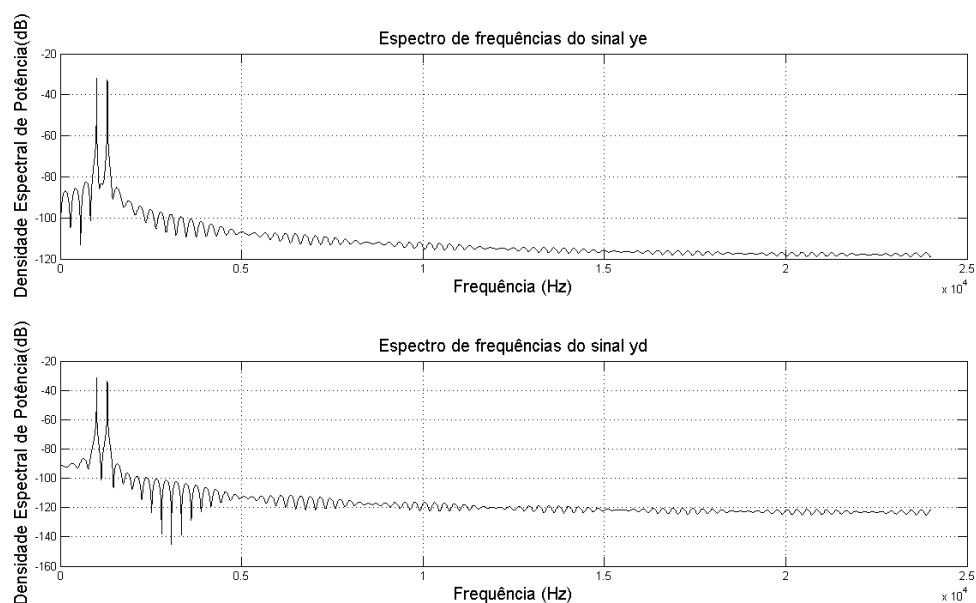 Espectro de frequências do sinal ye
Densidade Espectral de Potência(dB)
-20
-40
-60
-80
-100
-120
0 0.5 1 1.5 2 2.5
x 10^4
Frequência (Hz)
Espectro de frequências do sinal yd
Densidade Espectral de Potência(dB)
-20
-40
-60
-80
-100
-120
-140
-160
0 0.5 1 1.5 2 2.5
x 10^4
Frequência (Hz)